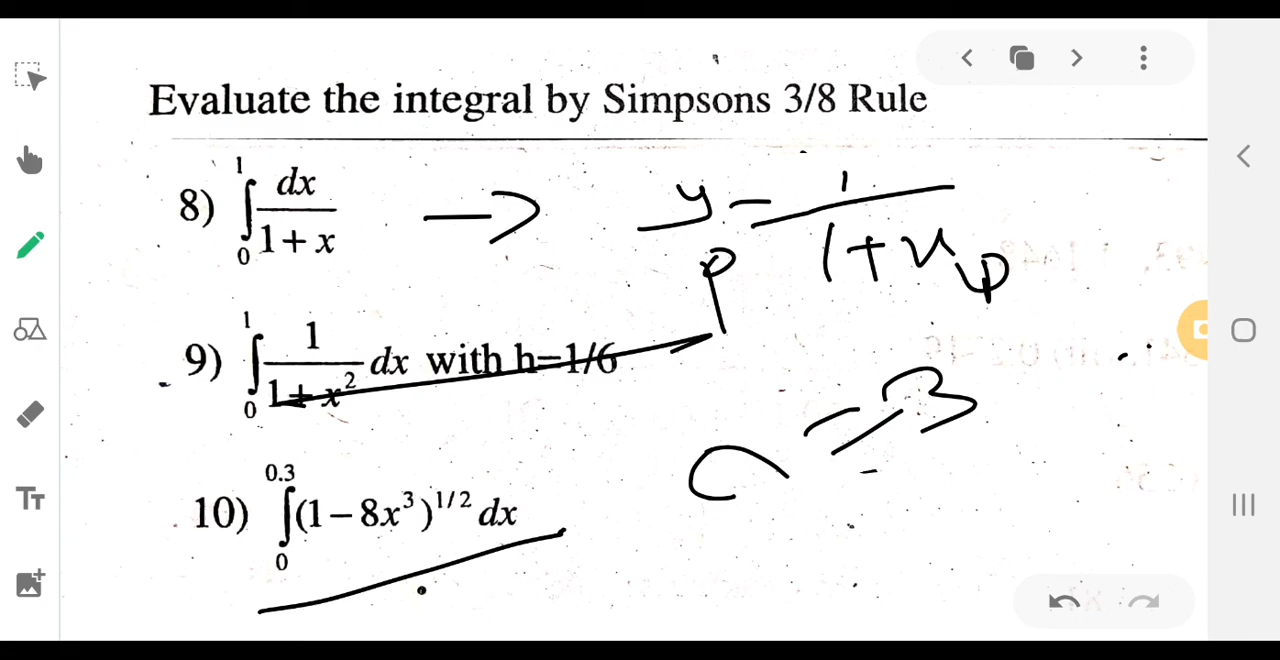 Evaluate the integral by Simpsons 3/8 Rule
8) ∫₀¹ dx/(1+x) → y = 1/(1+x)
9) ∫₀¹ 1/(1+x²) dx with h=1/6
= 3
10) ∫₀^0.3 (1-8x³)^1/2 dx
Tт